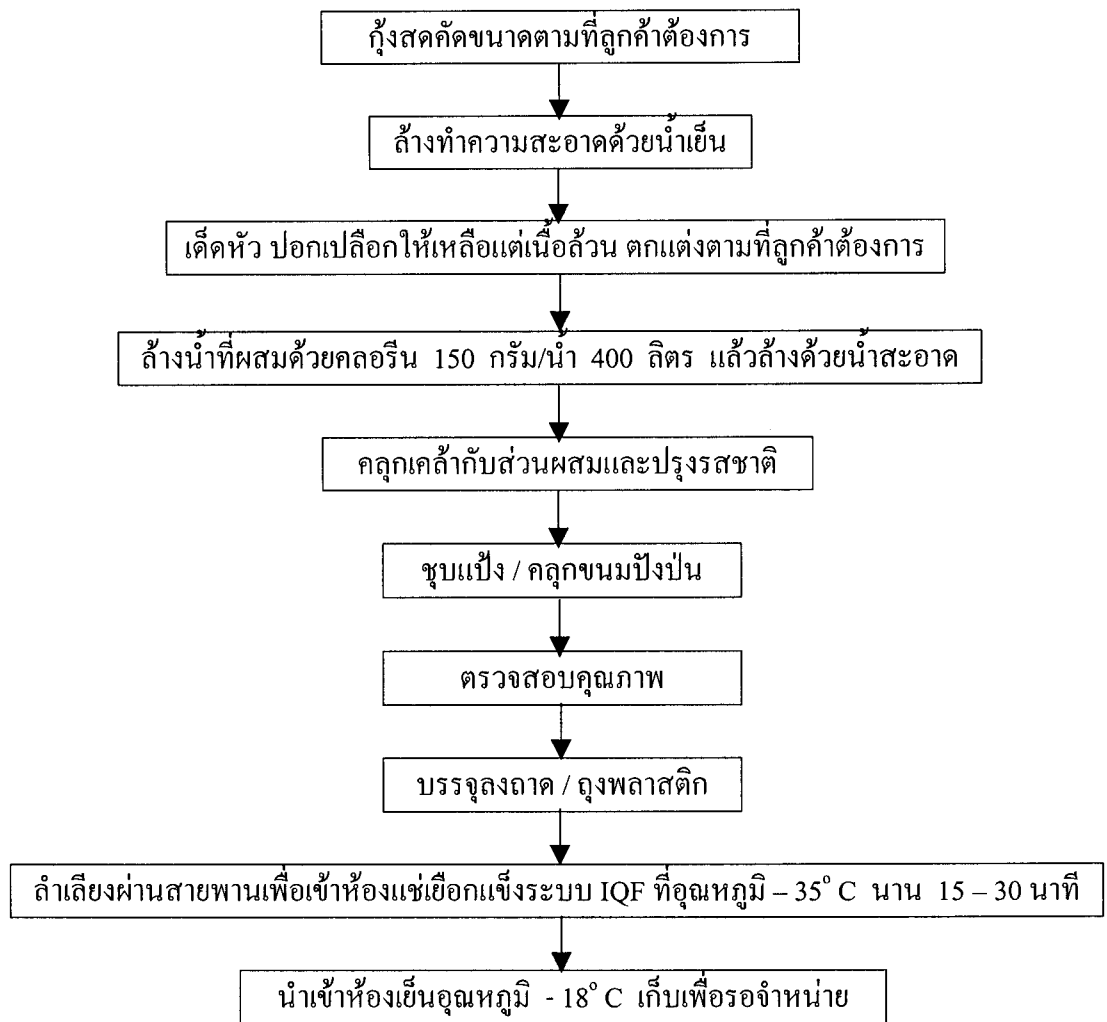 กุ้งสดคัดขนาดตามที่ลูกค้าต้องการ
ล้างทำความสะอาดด้วยน้ำเย็น
เด็ดหัว ปอกเปลือกให้เหลือแต่เนื้อล้วน ตกแต่งตามที่ลูกค้าต้องการ
ล้างน้ำที่ผสมด้วยคลอรีน 150 กรัม/น้ำ 400 ลิตร แล้วล้างด้วยน้ำสะอาด
คลุกเคล้ากับส่วนผสมและปรุงรสชาติ
ชุบแป้ง / คลุกขนมปังป่น
ตรวจสอบคุณภาพ
บรรจุลงถาด / ถุงพลาสติก
ลำเลียงผ่านสายพานเพื่อเข้าห้องแช่เยือกแข็งระบบ IQF ที่อุณหภูมิ – 35° C นาน 15 – 30 นาที
นำเข้าห้องเย็นอุณหภูมิ - 18° C เก็บเพื่อรอจำหน่าย